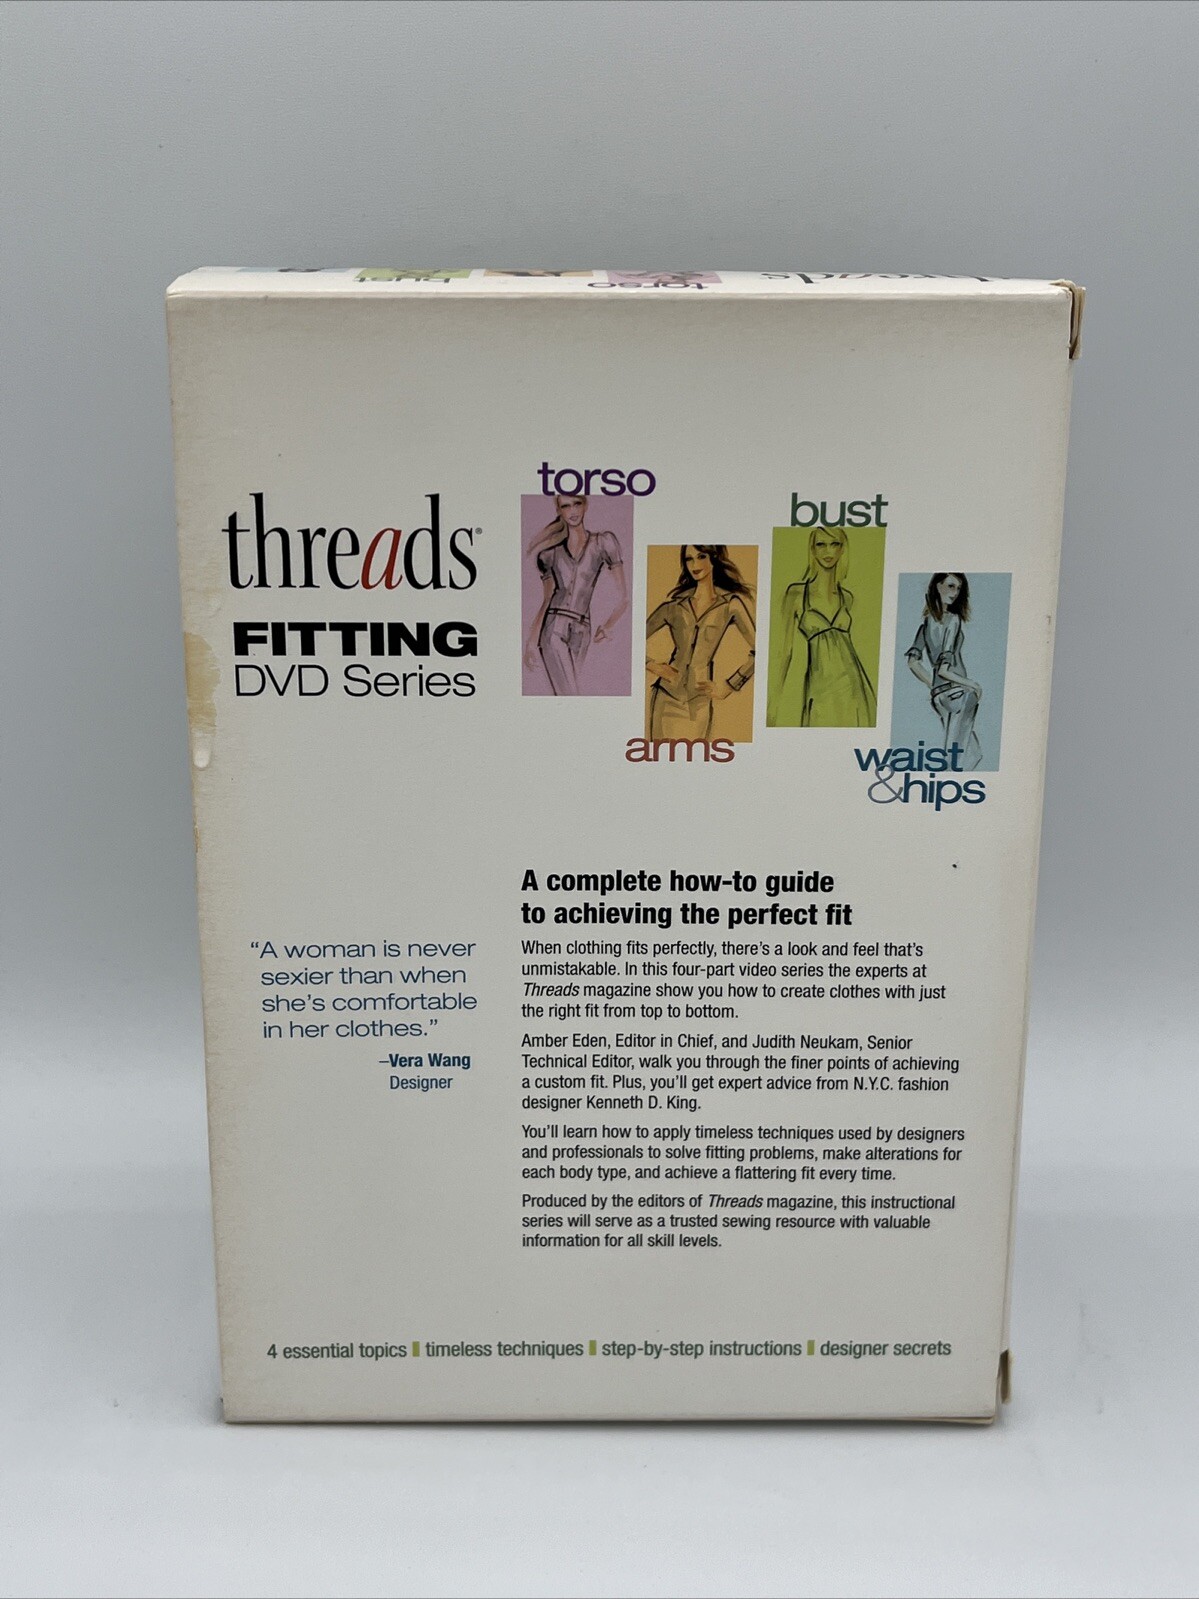 bust
torso
threads
torso
bust
threads®
FITTING
DVD Series
arms
waist
&hips
A complete how-to guide
to achieving the perfect fit
When clothing fits perfectly, there's a look and feel that's
unmistakable. In this four-part video series the experts at
Threads magazine show you how to create clothes with just
the right fit from top to bottom.
Amber Eden, Editor in Chief, and Judith Neukam, Senior
Technical Editor, walk you through the finer points of achieving
a custom fit. Plus, you'll get expert advice from N.Y.C. fashion
designer Kenneth D. King.
You'll learn how to apply timeless techniques used by designers
and professionals to solve fitting problems, make alterations for
each body type, and achieve a flattering fit every time.
Produced by the editors of Threads magazine, this instructional
series will serve as a trusted sewing resource with valuable
information for all skill levels.
“A woman is never
sexier than when
she's comfortable
in her clothes.”
–Vera Wang
Designer
4 essential topics | timeless techniques | step-by-step instructions | designer secrets